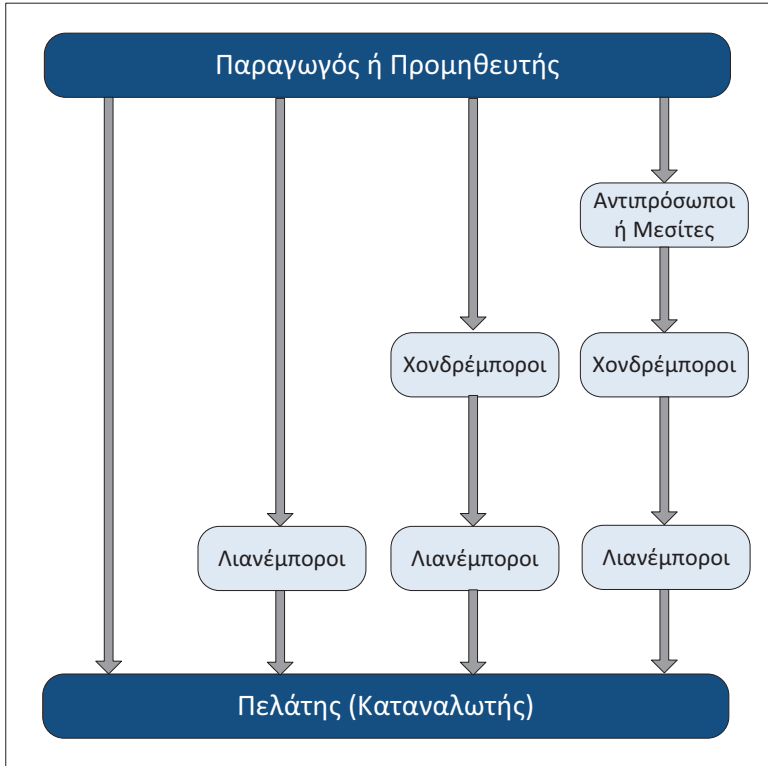 Παραγωγός ή Προμηθευτής
Αντιπρόσωποι
ή Μεσίτες
Χονδρέμποροι
Χονδρέμποροι
Λιανέμποροι
Λιανέμποροι
Λιανέμποροι
Πελάτης (Καταναλωτής)